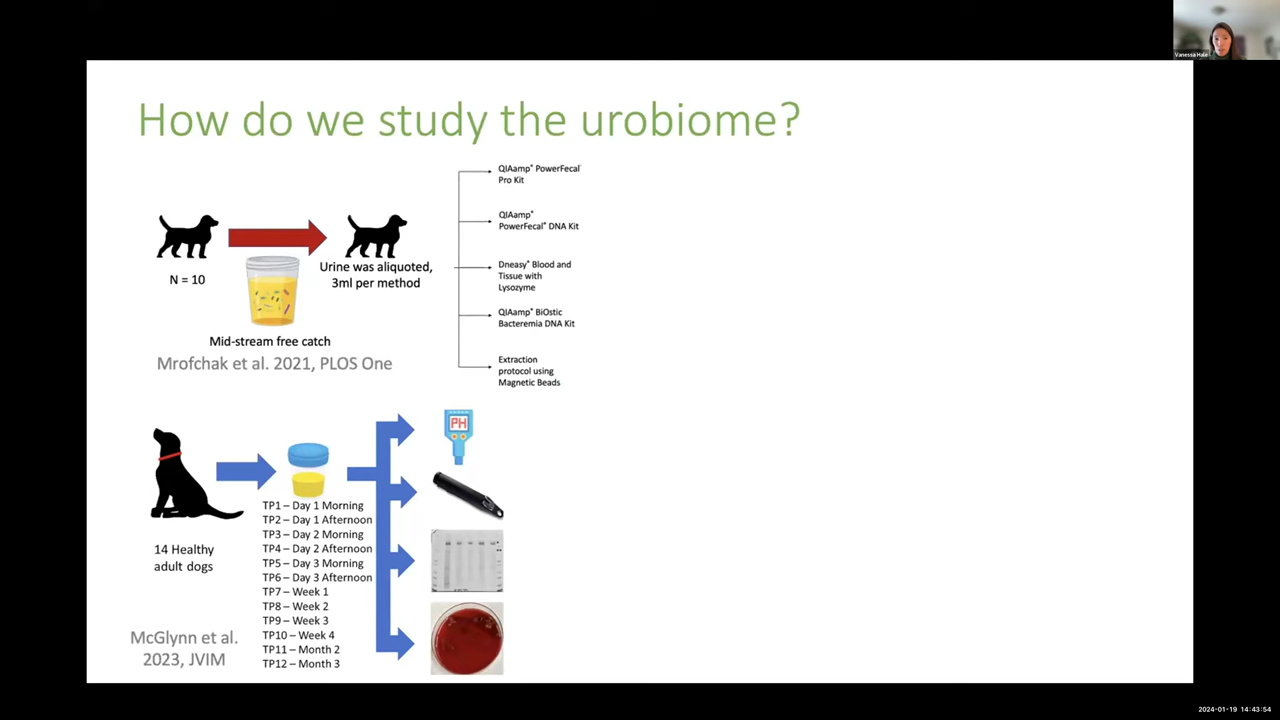 Vanessa Hale
How do we study the urobiome?
N = 10
Mid-stream free catch
Urine was aliquoted,
3ml per method
Mrofchak et al. 2021, PLOS One
QIAamp® PowerFecal
Pro Kit
QIAamp®
PowerFecal® DNA Kit
Dneasy® Blood and
Tissue with
Lysozyme
QIAamp® BiOstic
Bacteremia DNA Kit
Extraction
protocol using
Magnetic Beads
14 Healthy
adult dogs
TP1 – Day 1 Morning
TP2 – Day 1 Afternoon
TP3 – Day 2 Morning
TP4 – Day 2 Afternoon
TP5 – Day 3 Morning
TP6 – Day 3 Afternoon
TP7 – Week 1
TP8 – Week 2
TP9 – Week 3
TP10 – Week 4
TP11 – Month 2
TP12 – Month 3
PH
McGlynn et al.
2023, JVIM
2024-01-19 14:43:54